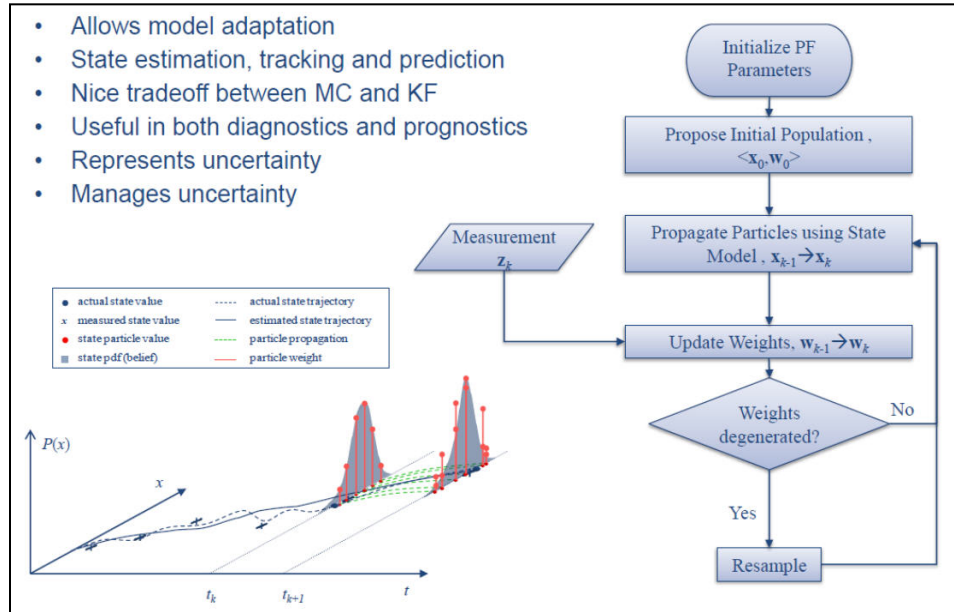 • Allows model adaptation
• State estimation, tracking and prediction
• Nice tradeoff between MC and KF
• Useful in both diagnostics and prognostics
• Represents uncertainty
• Manages uncertainty
Initialize PF
Parameters
Propose Initial Population ,
<x0,w0>
Propagate Particles using State
Model , xk-1→xk
Measurement
zk
Update Weights, wk-1→wk
Weights
degenerated?
No
Yes
Resample
actual state value
x measured state value
state particle value
state pdf (belief)
actual state trajectory
estimated state trajectory
particle propagation
particle weight
P(x)
x
tk
tk+1
t